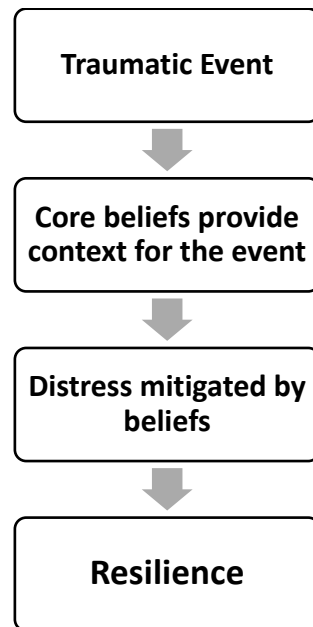 Traumatic Event
Core beliefs provide
context for the event
Distress mitigated by
beliefs
Resilience